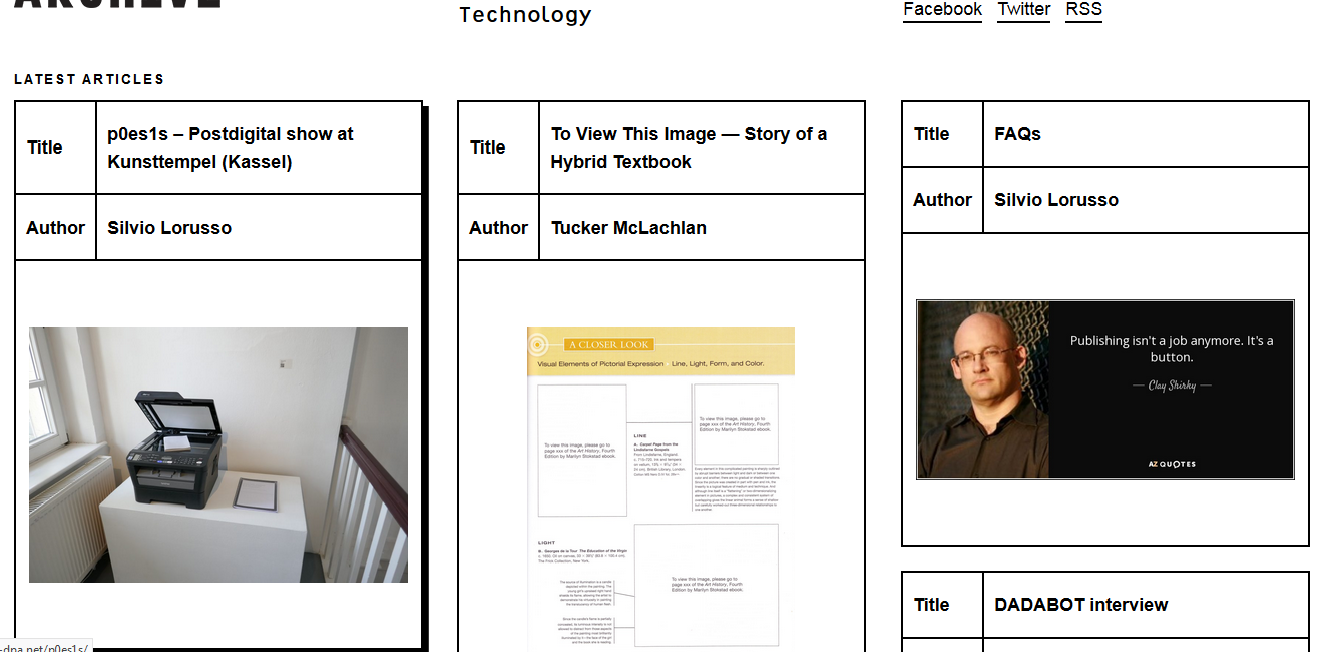 ARCHIVE
Technology
Facebook Twitter RSS
LATEST ARTICLES
Title
p0es1s – Postdigital show at
Kunsttempel (Kassel)
Author
Silvio Lorusso
Title
To View This Image — Story of a
Hybrid Textbook
Author
Tucker McLachlan
A CLOSER LOOK
Visual Elements of Pictorial Expression Line, Light, Form, and Color.
To view this image, please go to
page xxx of the Art History, Fourth
Edition by Marilyn Stokstad ebook.
LINE
To view this image, please go to
page xxx of the Art History, Fourth
Edition by Marilyn Stokstad ebook.
LIGHT
To view this image, please go to
page xxx of the Art History, Fourth
Edition by Marilyn Stokstad ebook.
Title
FAQs
Author
Silvio Lorusso
Publishing isn't a job anymore. It's a
button.
— Clay Shirky —
AZ QUOTES
Title
DADABOT interview
-dna.net/p0es1s/